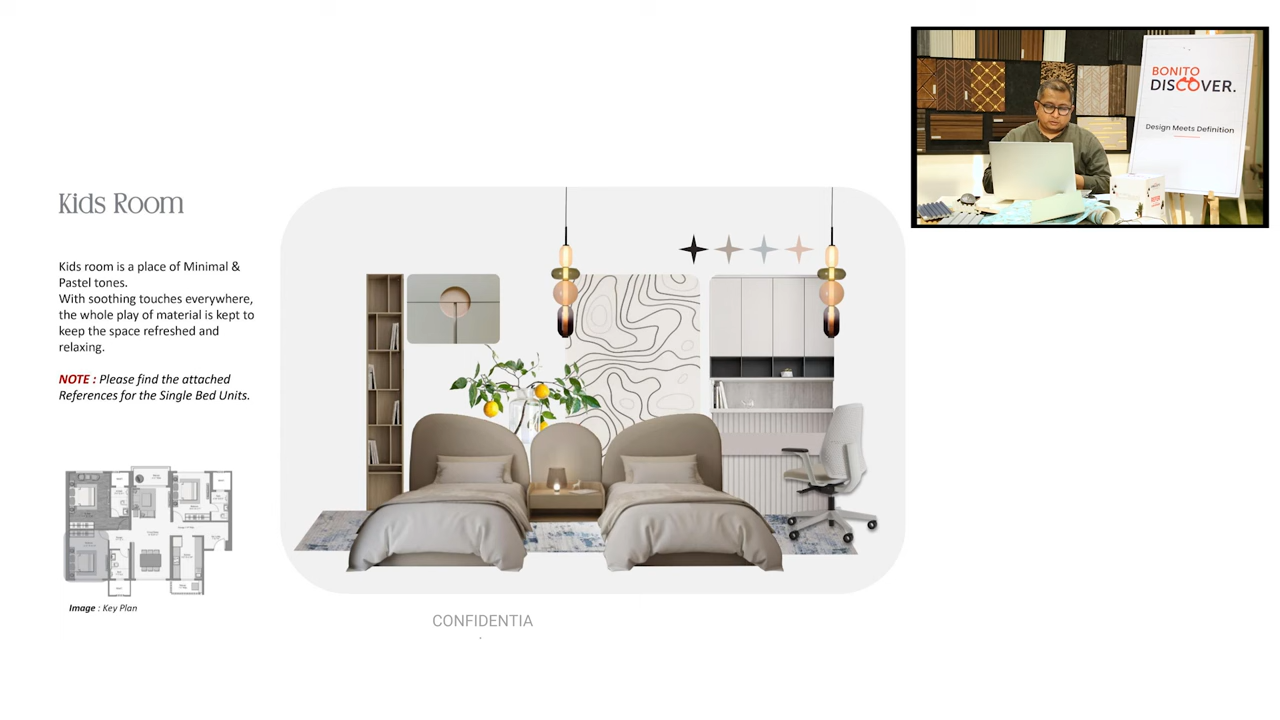 Kids Room
Kids room is a place of Minimal &
Pastel tones.
With soothing touches everywhere,
the whole play of material is kept to
keep the space refreshed and
relaxing.
NOTE : Please find the attached
References for the Single Bed Units.
Image : Key Plan
CONFIDENTIA
BONITO
DISCOVER.
Design Meets Definition